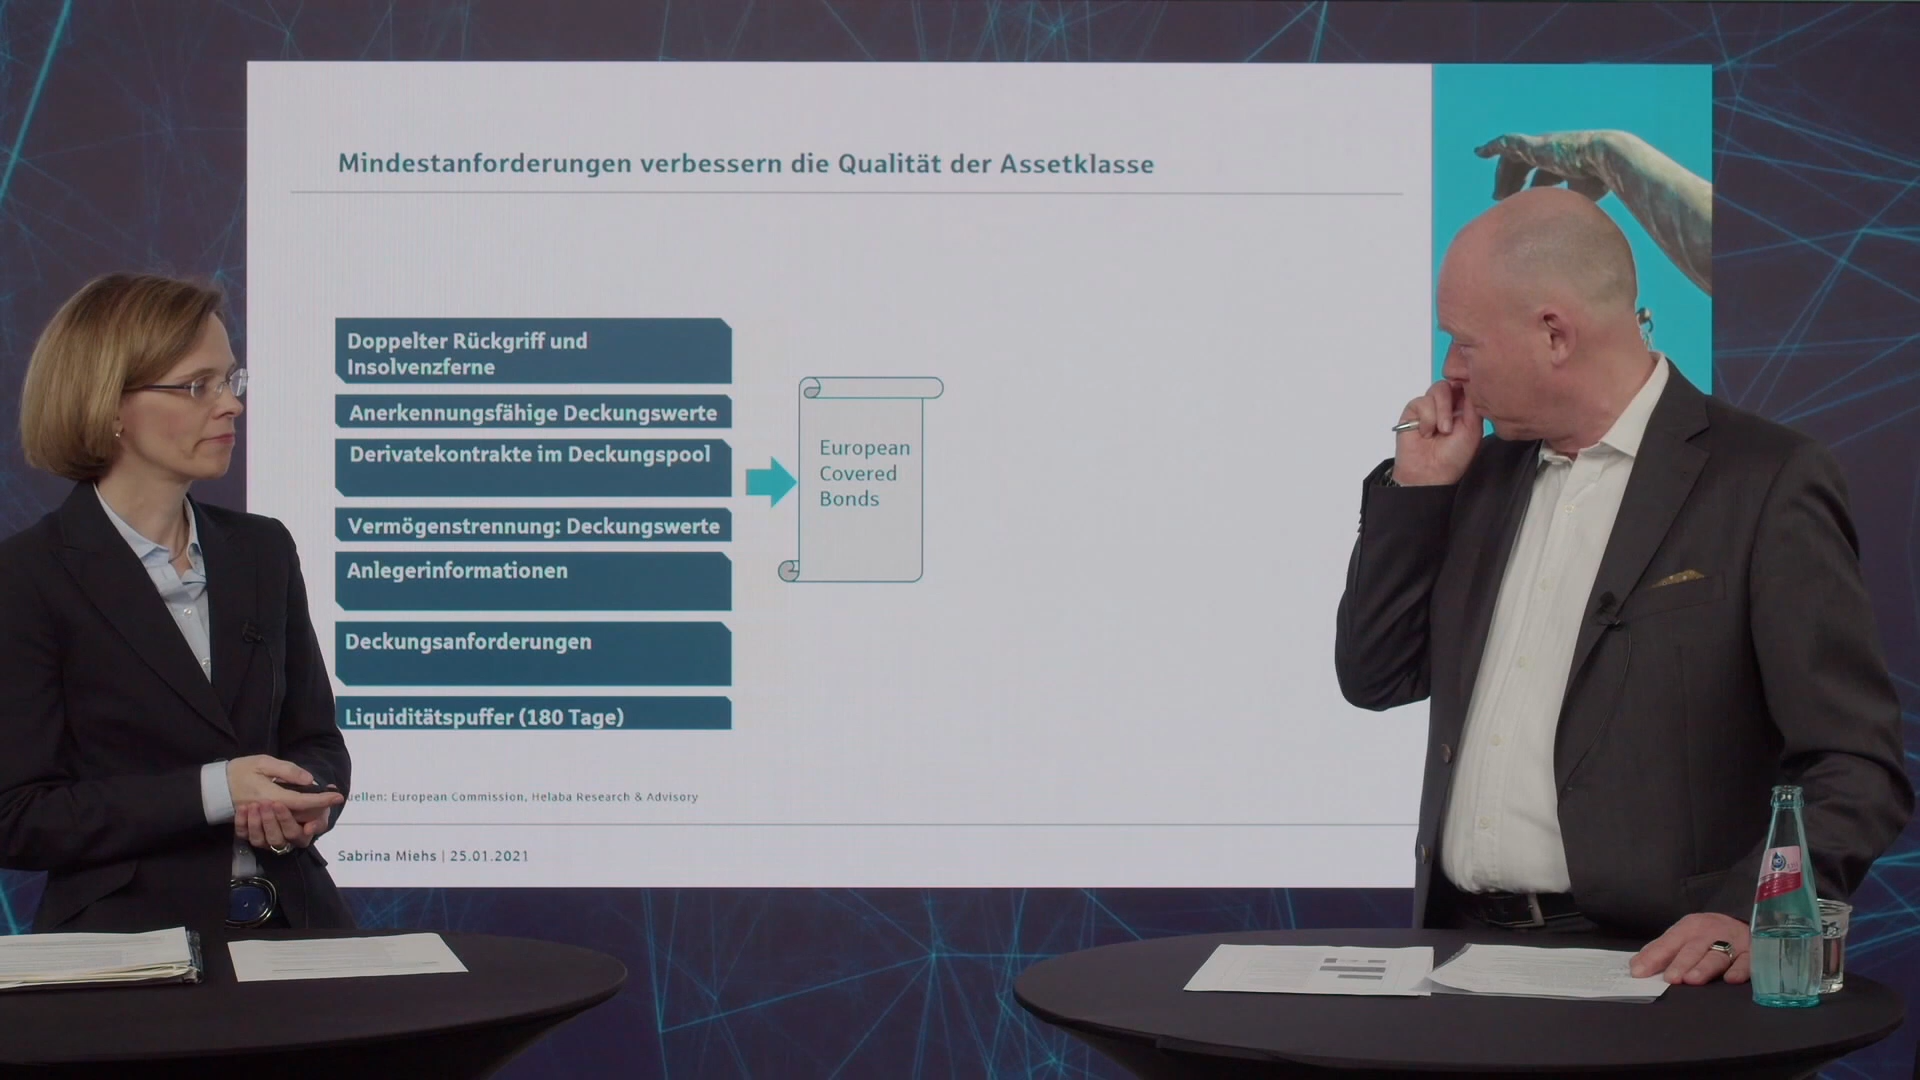 Mindestanforderungen verbessern die Qualität der Assetklasse
Doppelter Rückgriff und
Insolvenzferne
Anerkennungsfähige Deckungswerte
Derivatekontrakte im Deckungspool
Vermögenstrennung: Deckungswerte
Anlegerinformationen
Deckungsanforderungen
Liquiditätspuffer (180 Tage)
European
Covered
Bonds
uellen: European Commission, Helaba Research & Advisory
Sabrina Miehs | 25.01.2021